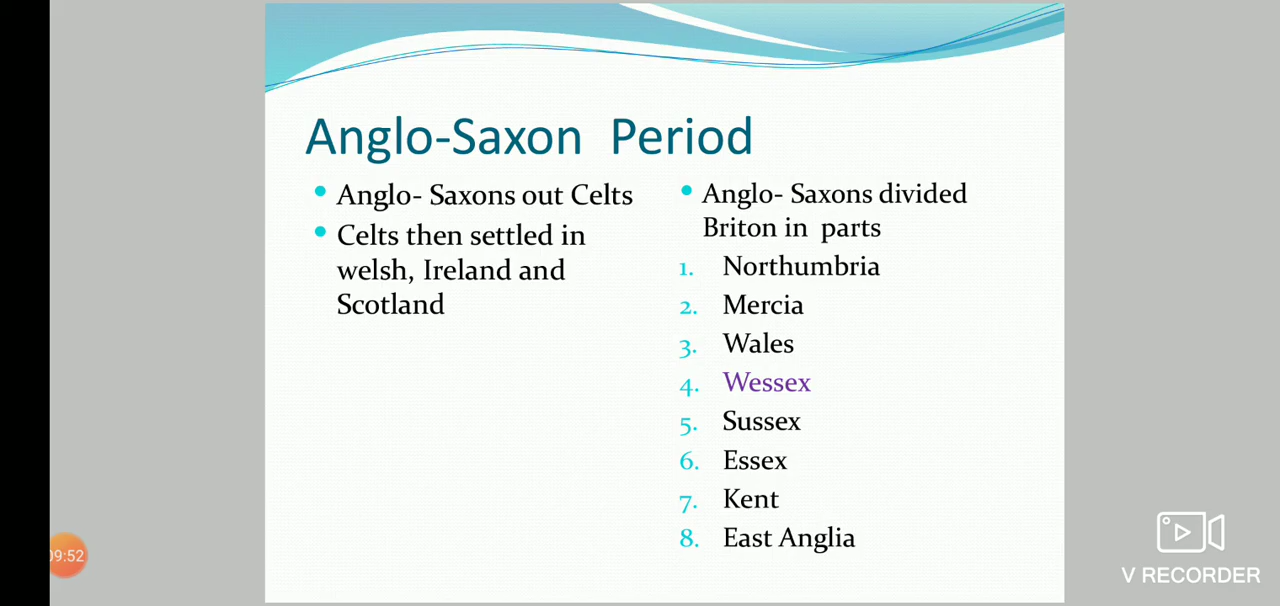 Anglo-Saxon Period
• Anglo- Saxons out Celts
• Celts then settled in
welsh, Ireland and
Scotland
• Anglo- Saxons divided
Briton in parts
1. Northumbria
2. Mercia
3. Wales
4. Wessex
5. Sussex
6. Essex
7. Kent
8. East Anglia
09:52
V RECORDER